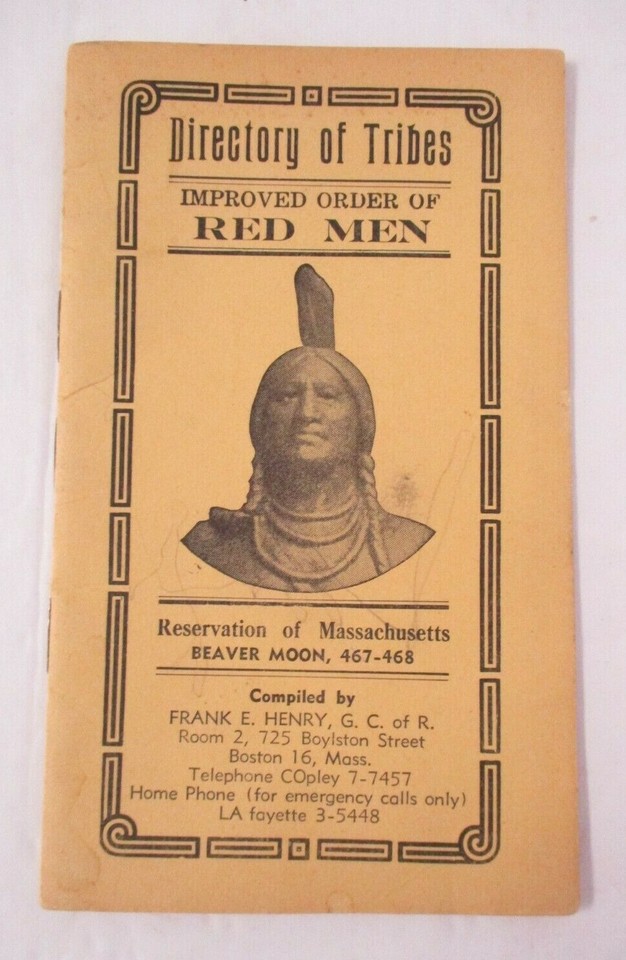 Directory of Tribes
IMPROVED ORDER OF
RED MEN
Reservation of Massachusetts
BEAVER MOON, 467-468
Compiled by
FRANK E. HENRY, G. C. of R.
Room 2, 725 Boylston Street
Boston 16, Mass.
Telephone COpley 7-7457
Home Phone (for emergency calls only)
LA fayette 3-5448